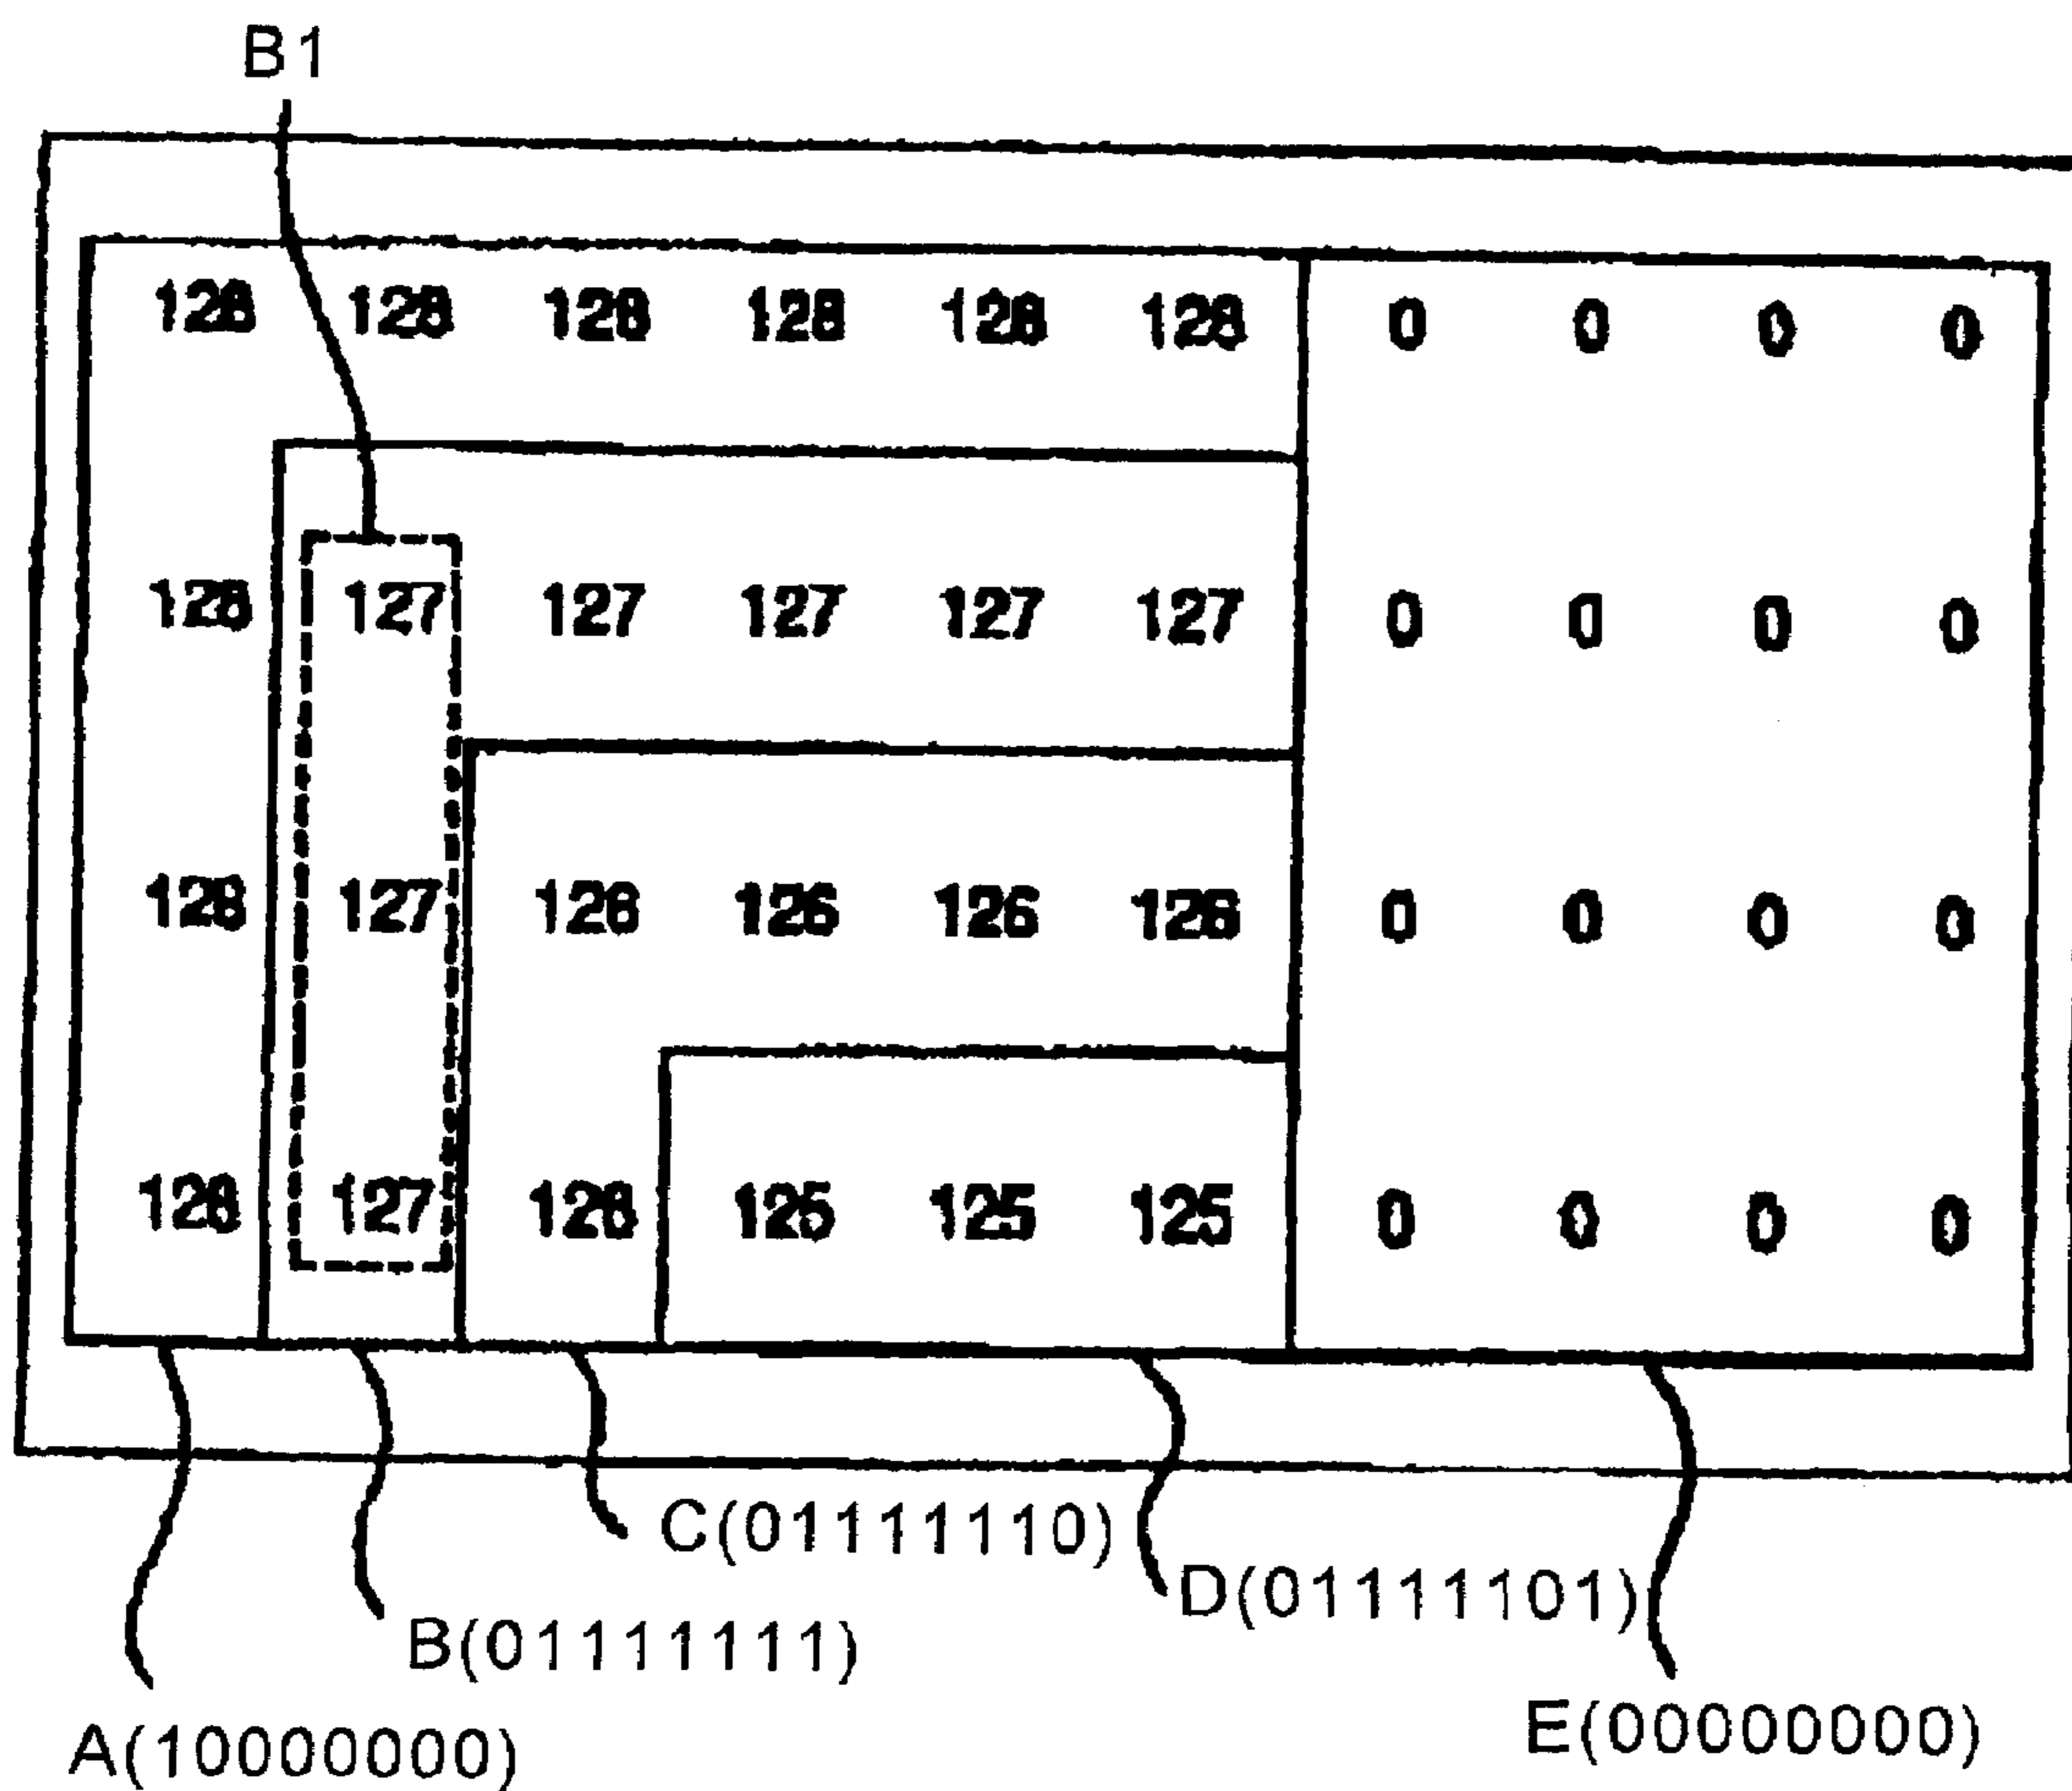 B1
128 128 128 128 128 128 0 0 0 0
128 127 127 127 127 127 0 0 0 0
128 127 126 126 126 126 0 0 0 0
128 127 126 125 125 125 0 0 0 0
C(01111110)
D(01111101)
B(01111111)
E(00000000)
A(10000000)